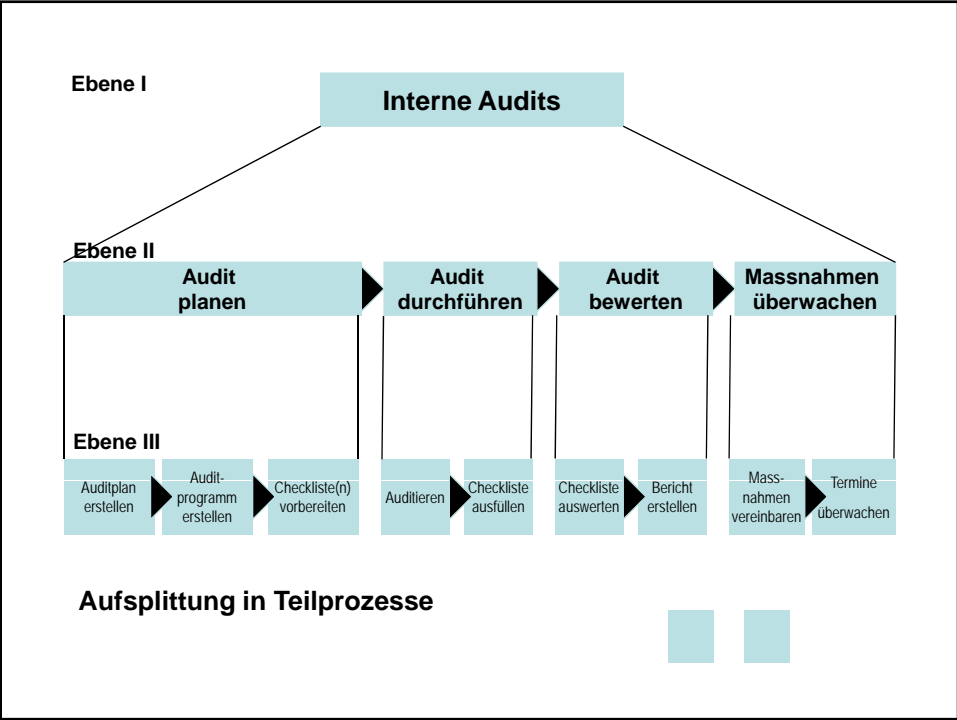 Ebene I
Interne Audits
Ebene II
Audit
planen
Audit
durchführen
Audit
bewerten
Massnahmen
überwachen
Ebene III
Auditplan
erstellen
Audit-
programm
erstellen
Checkliste(n)
vorbereiten
Auditieren
Checkliste
ausfüllen
Checkliste
auswerten
Bericht
erstellen
Mass-
nahmen
vereinbaren
Termine
überwachen
Aufsplittung in Teilprozesse